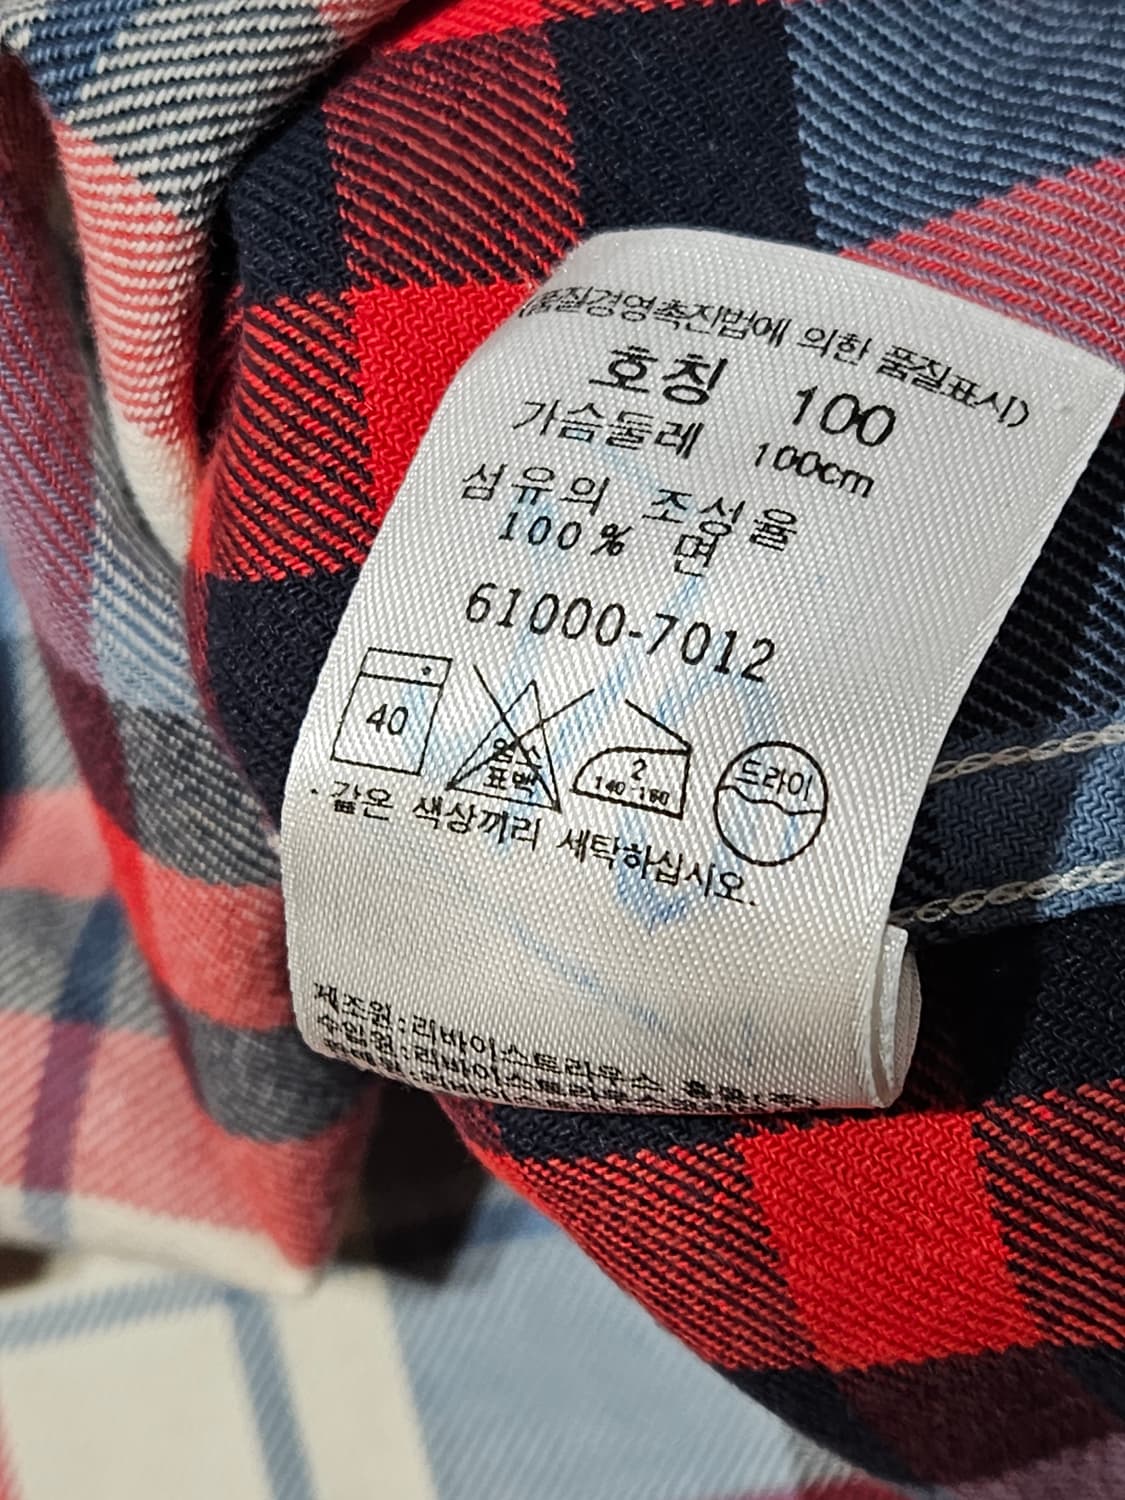 (품질경영촉진법에 의한 품질표시)
호칭 100
가슴둘레 100cm
섬유의 조성율
100% 면
61000-7012
40
염소
표백
2
140-160
드라이
.같은 색상끼리 세탁하십시오.
제조원:리바이스트라우스
수입원:리바이스트라우스